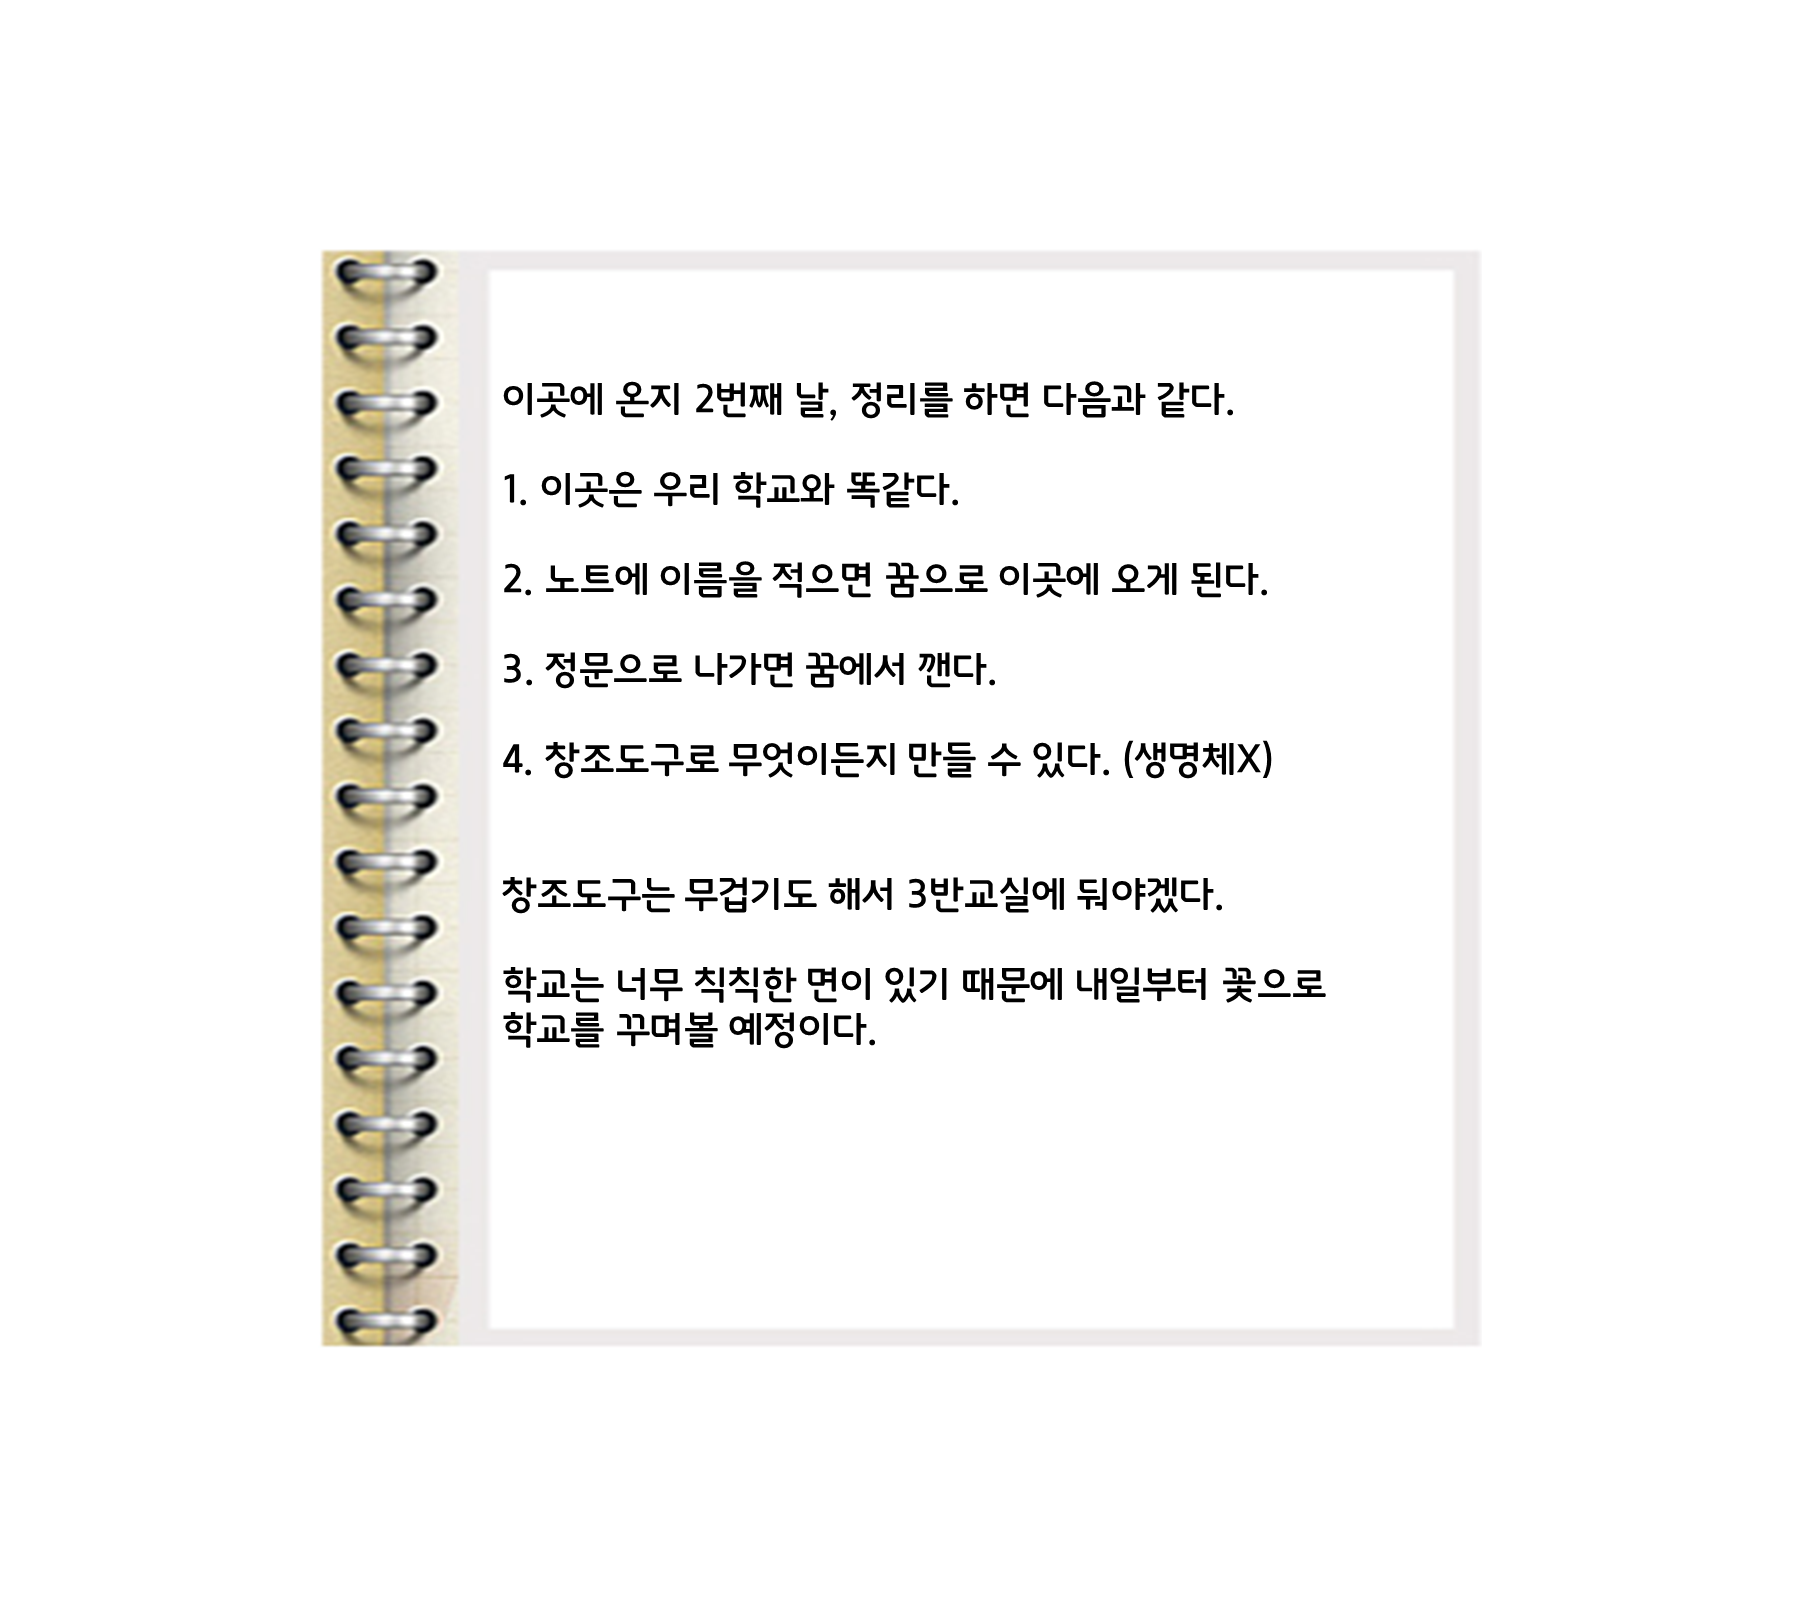 이곳에 온지 2번째 날, 정리를 하면 다음과 같다.
1. 이곳은 우리 학교와 똑같다.
2. 노트에 이름을 적으면 꿈으로 이곳에 오게 된다.
3. 정문으로 나가면 꿈에서 깬다.
4. 창조도구로 무엇이든지 만들 수 있다. (생명체X)
창조도구는 무겁기도 해서 3반교실에 둬야겠다.
학교는 너무 칙칙한 면이 있기 때문에 내일부터 꽃으로
학교를 꾸며볼 예정이다.